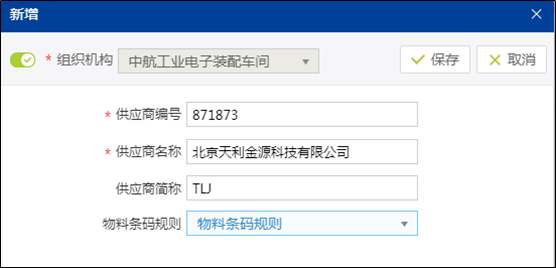 新增
* 组织机构 中航工业电子装配车间 保存 取消
* 供应商编号 871873
* 供应商名称 北京天利金源科技有限公司
供应商简称 TLJ
物料条码规则 物料条码规则